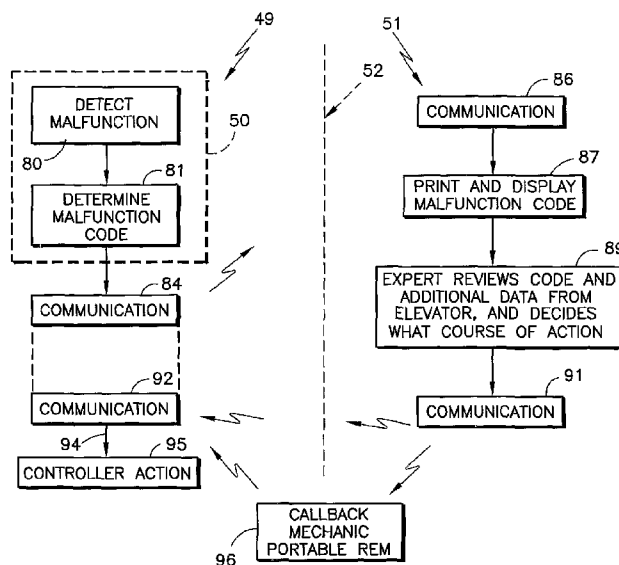 49
51
52
DETECT
MALFUNCTION
80
50
81
DETERMINE
MALFUNCTION
CODE
84
COMMUNICATION
92
COMMUNICATION
94
95
CONTROLLER ACTION
86
COMMUNICATION
87
PRINT AND DISPLAY
MALFUNCTION CODE
89
EXPERT REVIEWS CODE AND
ADDITIONAL DATA FROM
ELEVATOR, AND DECIDES
WHAT COURSE OF ACTION
91
COMMUNICATION
CALLBACK
MECHANIC
PORTABLE REM
96